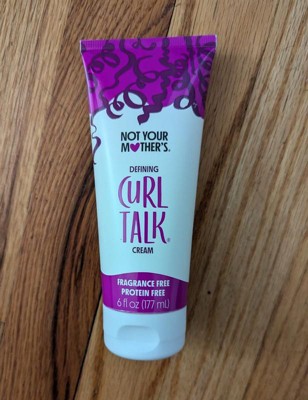 NOT YOUR
MOTHER'S®
DEFINING
CURL
TALK®
CREAM
FRAGRANCE FREE
PROTEIN FREE
6 fl oz (177 mL)